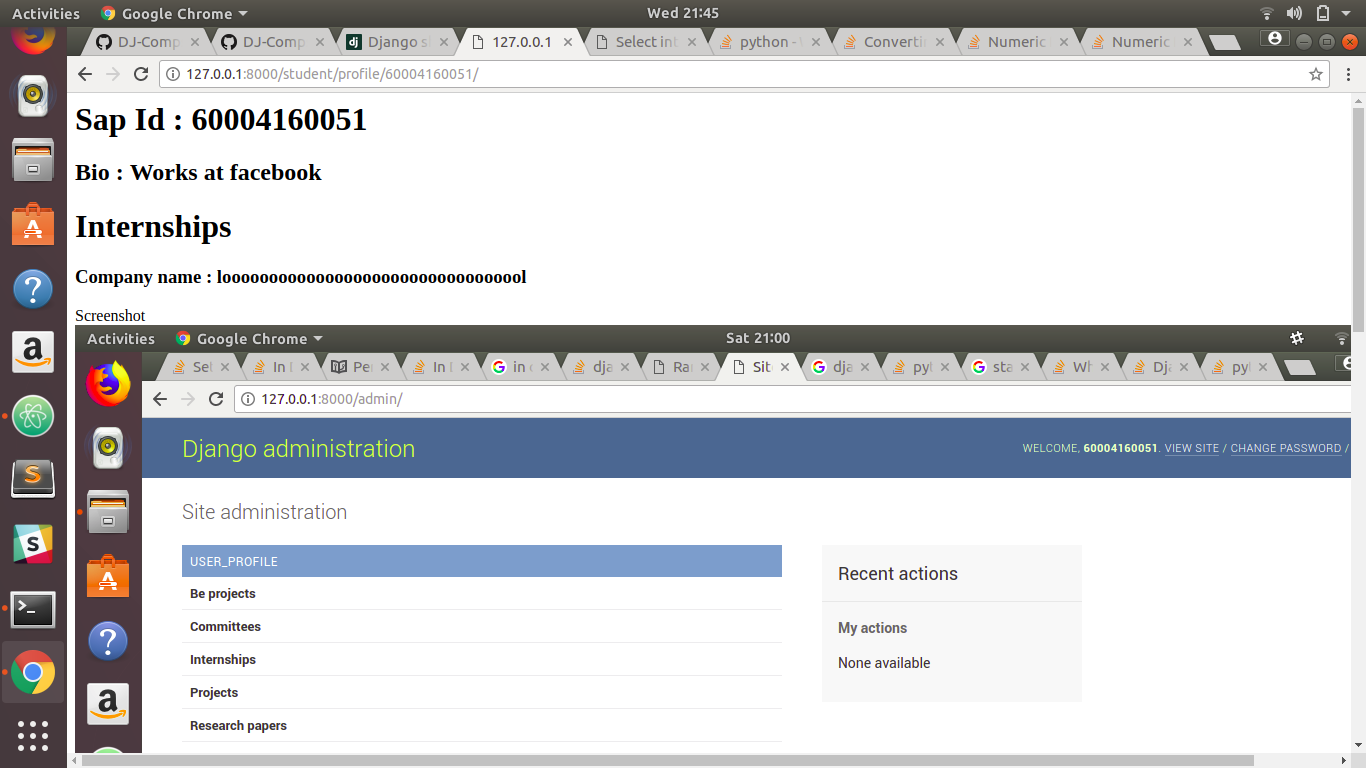 Activities Google Chrome Wed 21:45
DJ-Comp DJ-Comp Django s 127.0.0.1 Select int python - Convertin Numeric Numeric
127.0.0.1:8000/student/profile/60004160051/
Sap Id : 60004160051
Bio : Works at facebook
Internships
Company name : looooooooooooooooooooooooooooooool
Screenshot
Activities Google Chrome Sat 21:00
Sel In Pe In in dja Ra Site dja pyt sta Wh Dja pyt
127.0.0.1:8000/admin/
Django administration WELCOME, 60004160051. VIEW SITE / CHANGE PASSWORD /
Site administration
USER_PROFILE
Be projects
Committees
Internships
Projects
Research papers
Recent actions
My actions
None available